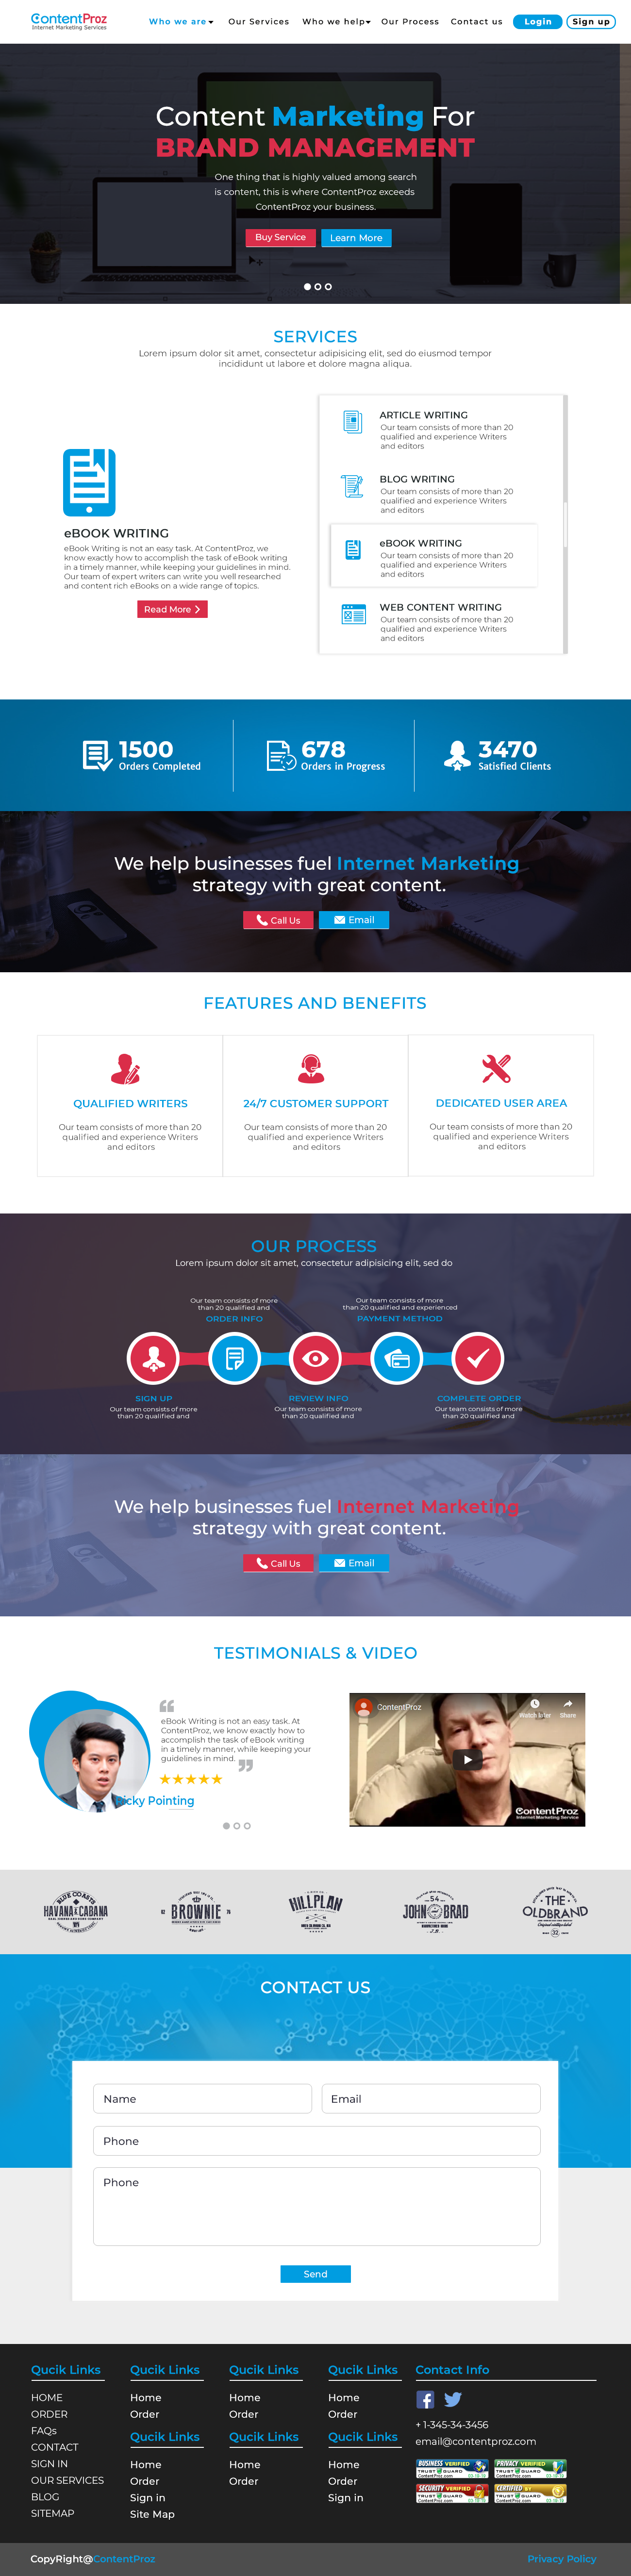 ContentProz
Internet Marketing Services
Who we are
Our Services
Who we help
Our Process
Contact us
Login
Sign up
Content Marketing For
BRAND MANAGEMENT
One thing that is highly valued among search
is content, this is where ContentProz exceeds
ContentProz your business.
Buy Service
Learn More
SERVICES
Lorem ipsum dolor sit amet, consectetur adipisicing elit, sed do eiusmod tempor
incididunt ut labore et dolore magna aliqua.
eBOOK WRITING
eBook Writing is not an easy task. At ContentProz, we
know exactly how to accomplish the task of eBook writing
in a timely manner, while keeping your guidelines in mind.
Our team of expert writers can write you well researched
and content rich eBooks on a wide range of topics.
Read More
ARTICLE WRITING
Our team consists of more than 20
qualified and experience Writers
and editors
BLOG WRITING
Our team consists of more than 20
qualified and experience Writers
and editors
eBOOK WRITING
Our team consists of more than 20
qualified and experience Writers
and editors
WEB CONTENT WRITING
Our team consists of more than 20
qualified and experience Writers
and editors
1500
Orders Completed
678
Orders in Progress
3470
Satisfied Clients
We help businesses fuel Internet Marketing
strategy with great content.
Call Us
Email
FEATURES AND BENEFITS
QUALIFIED WRITERS
Our team consists of more than 20
qualified and experience Writers
and editors
24/7 CUSTOMER SUPPORT
Our team consists of more than 20
qualified and experience Writers
and editors
DEDICATED USER AREA
Our team consists of more than 20
qualified and experience Writers
and editors
OUR PROCESS
Lorem ipsum dolor sit amet, consectetur adipisicing elit, sed do
Our team consists of more
than 20 qualified and
ORDER INFO
Our team consists of more
than 20 qualified and experienced
PAYMENT METHOD
SIGN UP
Our team consists of more
than 20 qualified and
REVIEW INFO
Our team consists of more
than 20 qualified and
COMPLETE ORDER
Our team consists of more
than 20 qualified and
We help businesses fuel Internet Marketing
strategy with great content.
Call Us
Email
TESTIMONIALS & VIDEO
eBook Writing is not an easy task. At
ContentProz, we know exactly how to
accomplish the task of eBook writing
in a timely manner, while keeping your
guidelines in mind.
Ricky Pointing
ContentProz
Watch later
Share
ContentProz
Internet Marketing Service
BLUE COASTS
HAVANA & CABANA
BROWNIE
HILL PLAN
54
JOHN & BRAD
THE
OLDBRAND
32
CONTACT US
Name
Email
Phone
Phone
Send
Qucik Links
HOME
ORDER
FAQs
CONTACT
SIGN IN
OUR SERVICES
BLOG
SITEMAP
Qucik Links
Home
Order
Qucik Links
Home
Order
Sign in
Site Map
Qucik Links
Home
Order
Qucik Links
Home
Order
Qucik Links
Home
Order
Qucik Links
Home
Order
Sign in
Contact Info
+ 1-345-34-3456
email@contentproz.com
BUSINESS VERIFIED
TRUST GUARD
ContentProz.com
PRIVACY VERIFIED
TRUST GUARD
ContentProz.com
SECURITY VERIFIED
TRUST GUARD
ContentProz.com
CERTIFIED BY
TRUST GUARD
ContentProz.com
CopyRight@ContentProz
Privacy Policy